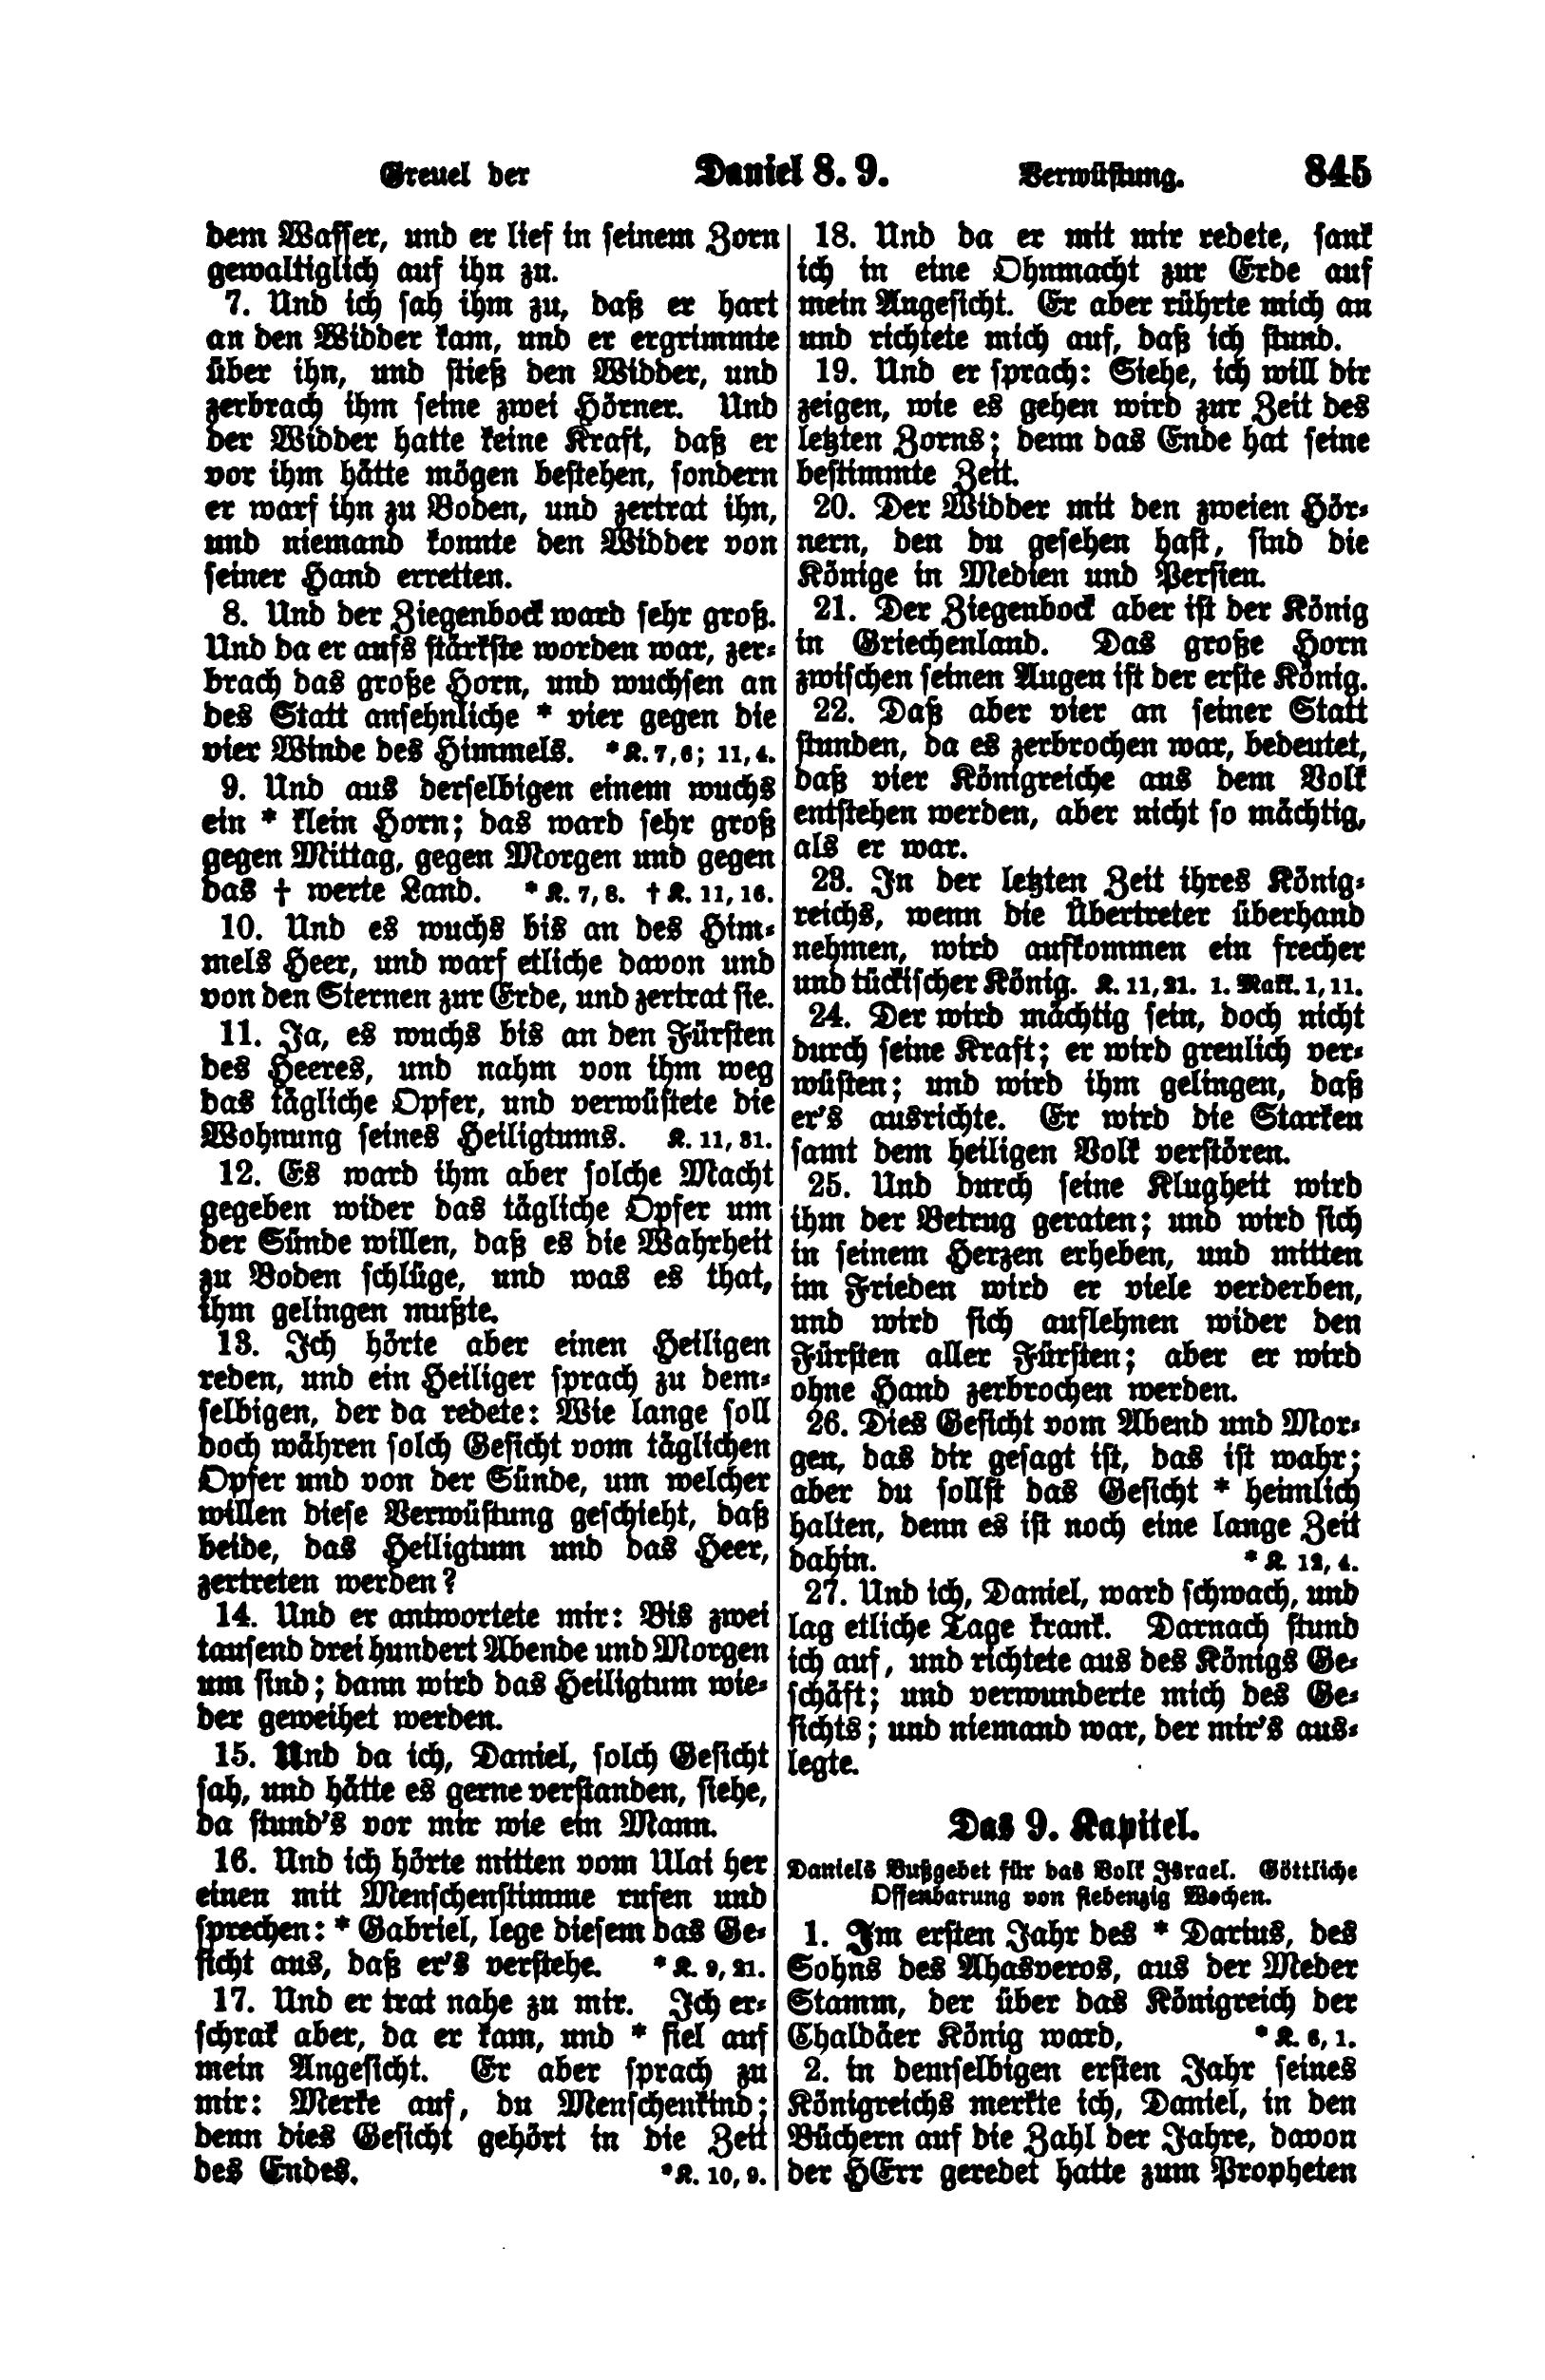 Greuel der Daniel 8. 9. Verwüstung. 845
dem Wasser, und er lief in seinem Zorn
gewaltiglich auf ihn zu.
7. Und ich sah ihm zu, daß er hart
an den Widder kam, und er ergrimmte
über ihn, und stieß den Widder, und
zerbrach ihm seine zwei Hörner. Und
der Widder hatte keine Kraft, daß er
vor ihm hätte mögen bestehen, sondern
er warf ihn zu Boden, und zertrat ihn,
und niemand konnte den Widder von
seiner Hand erretten.
8. Und der Ziegenbock ward sehr groß.
Und da er aufs stärkste worden war, zer-
brach das große Horn, und wuchsen an
des Statt ansehnliche * vier gegen die
vier Winde des Himmels. *K. 7, 6; 11, 4.
9. Und aus derselbigen einem wuchs
ein * klein Horn; das ward sehr groß
gegen Mittag, gegen Morgen und gegen
das † werte Land. *K. 7, 8. † K. 11, 16.
10. Und es wuchs bis an des Him-
mels Heer, und warf etliche davon und
von den Sternen zur Erde, und zertrat sie.
11. Ja, es wuchs bis an den Fürsten
des Heeres, und nahm von ihm weg
das tägliche Opfer, und verwüstete die
Wohnung seines Heiligtums. K. 11, 31.
12. Es ward ihm aber solche Macht
gegeben wider das tägliche Opfer um
der Sünde willen, daß es die Wahrheit
zu Boden schlüge, und was es that,
ihm gelingen mußte.
13. Ich hörte aber einen Heiligen
reden, und ein Heiliger sprach zu dem-
selbigen, der da redete: Wie lange soll
doch währen solch Gesicht vom täglichen
Opfer und von der Sünde, um welcher
willen diese Verwüstung geschieht, daß
beide, das Heiligtum und das Heer,
zertreten werden?
14. Und er antwortete mir: Bis zwei
tausend drei hundert Abende und Morgen
um sind; dann wird das Heiligtum wie-
der geweihet werden.
15. Und da ich, Daniel, solch Gesicht
sah, und hätte es gerne verstanden, siehe,
da stund's vor mir wie ein Mann.
16. Und ich hörte mitten vom Ulai her
einen mit Menschenstimme rufen und
sprechen: * Gabriel, lege diesem das Ge-
sicht aus, daß er's verstehe. *K. 9, 21.
17. Und er trat nahe zu mir. Ich er-
schrak aber, da er kam, und * fiel auf
mein Angesicht. Er aber sprach zu
mir: Merke auf, du Menschenkind;
denn dies Gesicht gehört in die Zeit
des Endes. *K. 10, 9.
18. Und da er mit mir redete, sank
ich in eine Ohnmacht zur Erde auf
mein Angesicht. Er aber rührte mich an
und richtete mich auf, daß ich stund.
19. Und er sprach: Siehe, ich will dir
zeigen, wie es gehen wird zur Zeit des
letzten Zorns; denn das Ende hat seine
bestimmte Zeit.
20. Der Widder mit den zweien Hör-
nern, den du gesehen hast, sind die
Könige in Medien und Persien.
21. Der Ziegenbock aber ist der König
in Griechenland. Das große Horn
zwischen seinen Augen ist der erste König.
22. Daß aber vier an seiner Statt
stunden, da es zerbrochen war, bedeutet,
daß vier Königreiche aus dem Volk
entstehen werden, aber nicht so mächtig,
als er war.
23. In der letzten Zeit ihres König-
reichs, wenn die Übertreter überhand
nehmen, wird aufkommen ein frecher
und tückischer König. K. 11, 21. 1. Makk. 1, 11.
24. Der wird mächtig sein, doch nicht
durch seine Kraft; er wird greulich ver-
wüsten; und wird ihm gelingen, daß
er's ausrichte. Er wird die Starken
samt dem heiligen Volk verstören.
25. Und durch seine Klugheit wird
ihm der Betrug geraten; und wird sich
in seinem Herzen erheben, und mitten
im Frieden wird er viele verderben,
und wird sich auflehnen wider den
Fürsten aller Fürsten; aber er wird
ohne Hand zerbrochen werden.
26. Dies Gesicht vom Abend und Mor-
gen, das dir gesagt ist, das ist wahr;
aber du sollst das Gesicht * heimlich
halten, denn es ist noch eine lange Zeit
dahin. *K. 12, 4.
27. Und ich, Daniel, ward schwach, und
lag etliche Tage krank. Darnach stund
ich auf, und richtete aus des Königs Ge-
schäft; und verwunderte mich des Ge-
sichts; und niemand war, der mir's aus-
legte.
Das 9. Kapitel.
Daniels Bußgebet für das Volk Israel. Göttliche
Offenbarung von siebenzig Wochen.
1. Im ersten Jahr des * Darius, des
Sohns des Ahasveros, aus der Meder
Stamm, der über das Königreich der
Chaldäer König ward, *K. 6, 1.
2. in demselbigen ersten Jahr seines
Königreichs merkte ich, Daniel, in den
Büchern auf die Zahl der Jahre, davon
der HErr geredet hatte zum Propheten